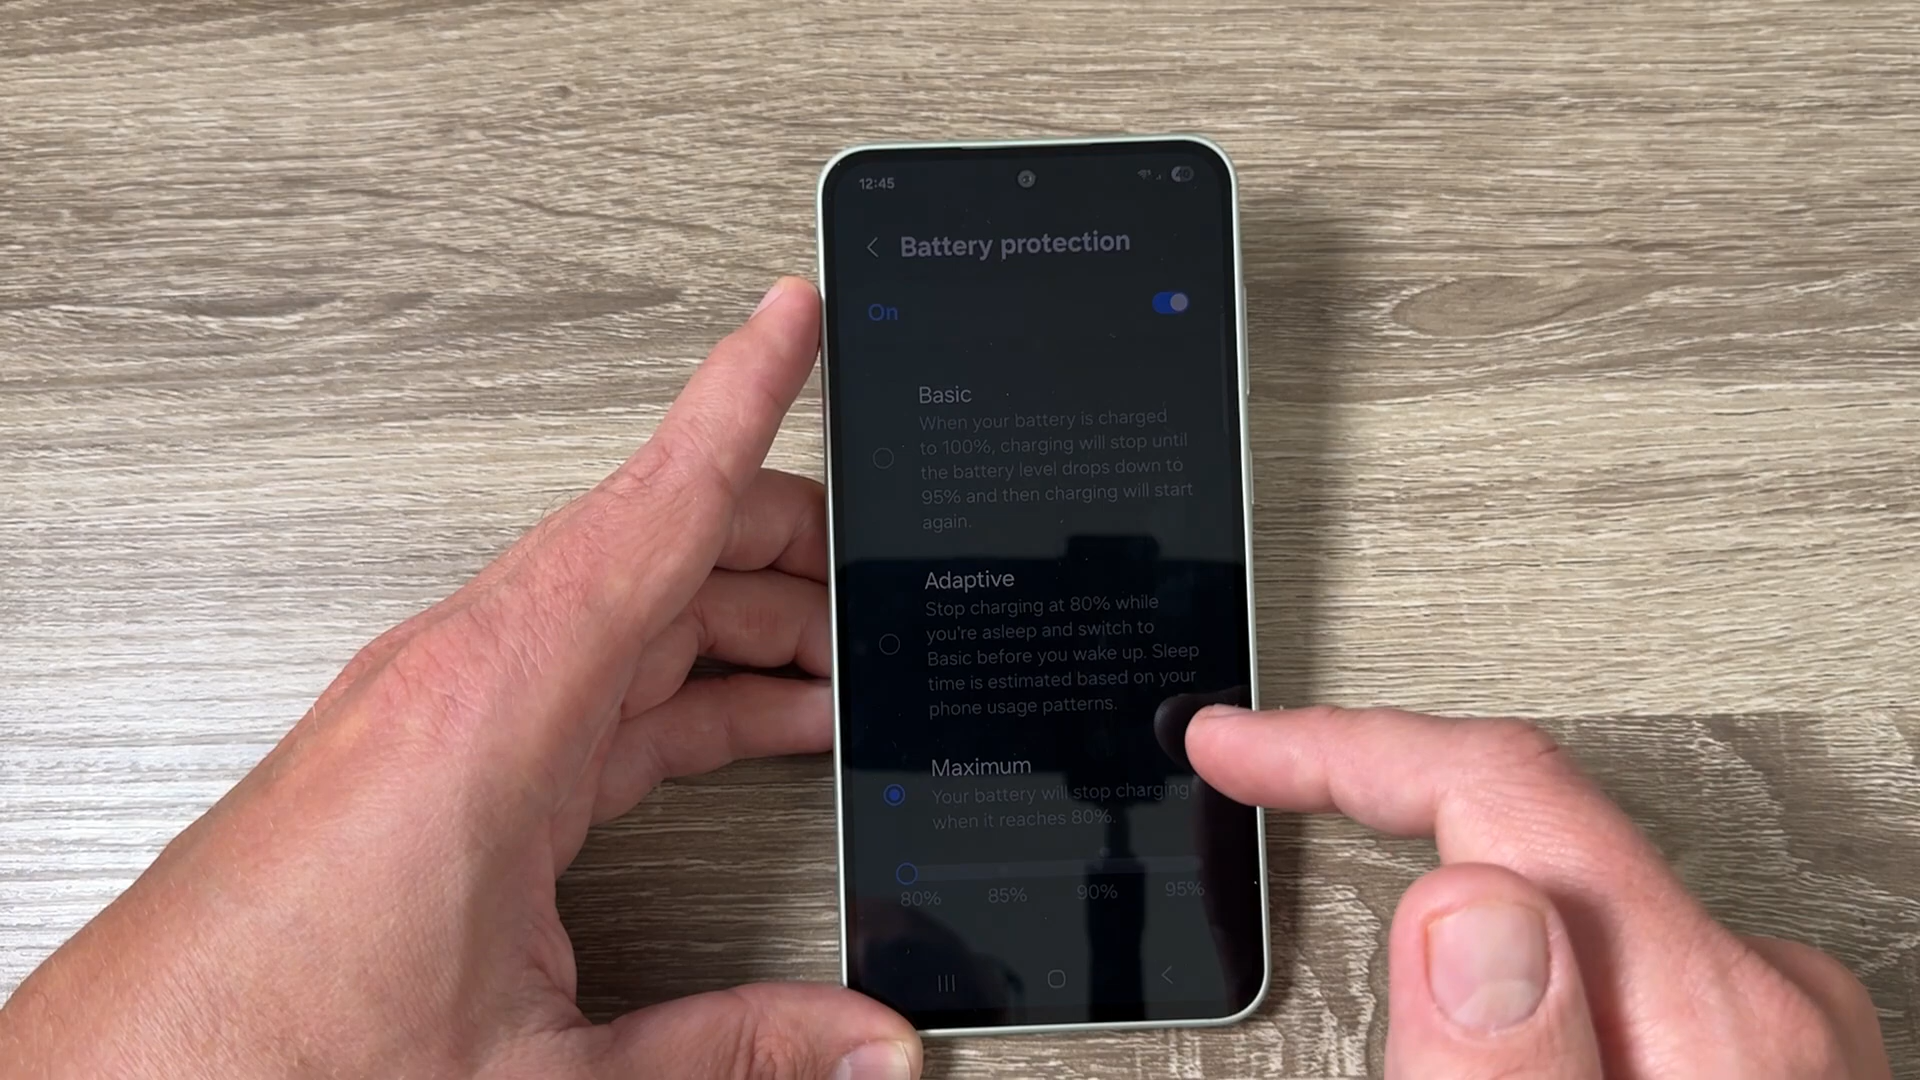 12:45
40
Battery protection
On
Basic
When your battery is charged
to 100%, charging will stop until
the battery level drops down to
95% and then charging will start
again.
Adaptive
Stop charging at 80% while
you're asleep and switch to
Basic before you wake up. Sleep
time is estimated based on your
phone usage patterns.
Maximum
Your battery will stop charging
when it reaches 80%.
80% 85% 90% 95%